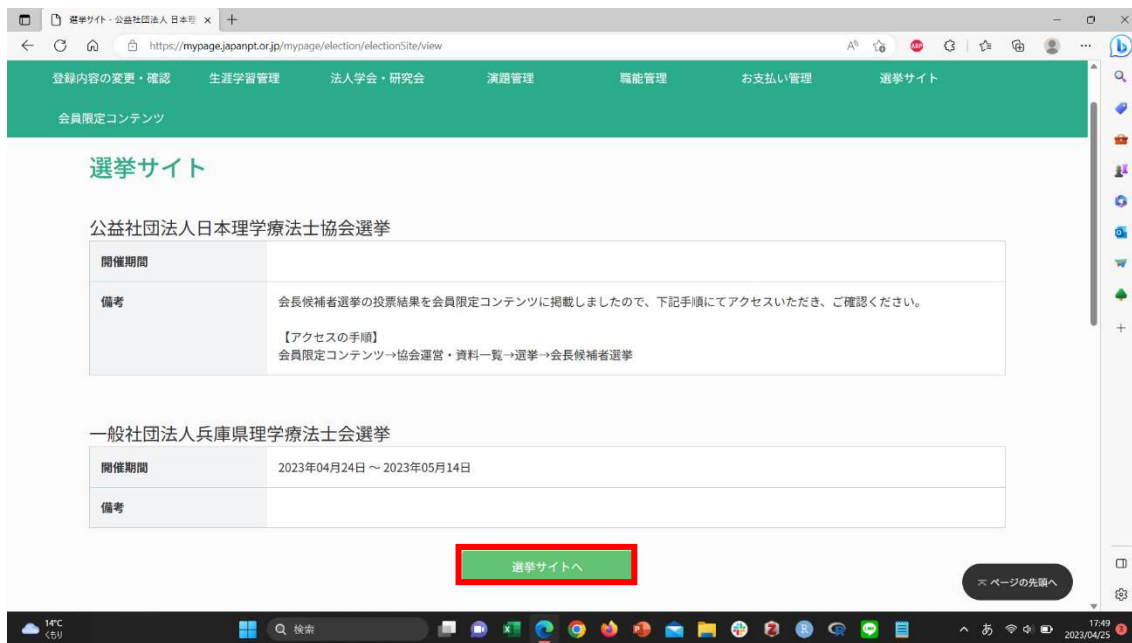 選挙サイト - 公益社団法人 日本理
https://mypage.japanpt.or.jp/mypage/election/electionSite/view
登録内容の変更・確認 生涯学習管理 法人学会・研究会 演題管理 職能管理 お支払い管理 選挙サイト
会員限定コンテンツ
選挙サイト
公益社団法人日本理学療法士協会選挙
開催期間
備考 会長候補者選挙の投票結果を会員限定コンテンツに掲載しましたので、下記手順にてアクセスいただき、ご確認ください。
【アクセスの手順】
会員限定コンテンツ→協会運営・資料一覧→選挙→会長候補者選挙
一般社団法人兵庫県理学療法士会選挙
開催期間 2023年04月24日 ～ 2023年05月14日
備考
選挙サイトへ
ページの先頭へ
14°C
くもり
検索
あ
17:49
2023/04/25